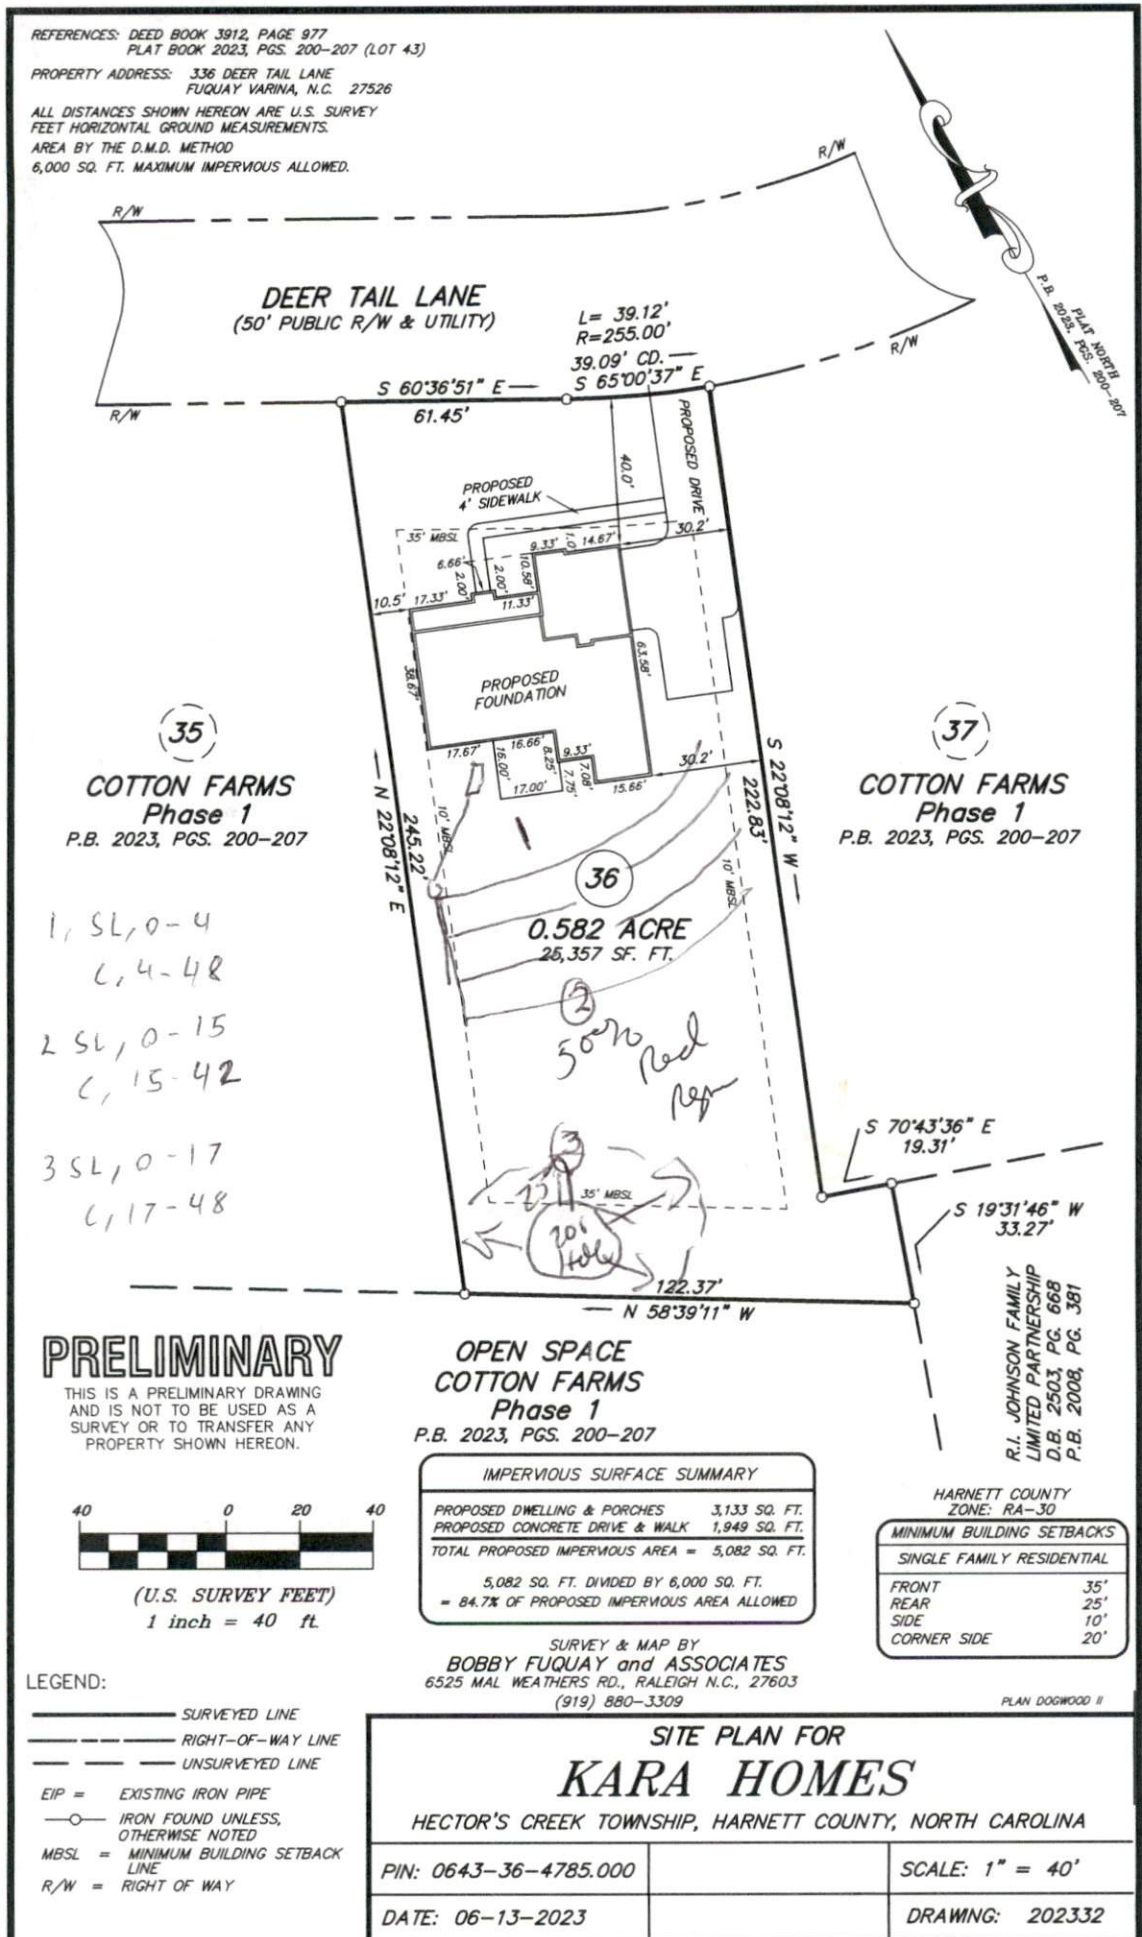 REFERENCES: DEED BOOK 3912, PAGE 977
PLAT BOOK 2023, PGS. 200-207 (LOT 43)
PROPERTY ADDRESS: 336 DEER TAIL LANE
FUQUAY VARINA, N.C. 27526
ALL DISTANCES SHOWN HEREON ARE U.S. SURVEY
FEET HORIZONTAL GROUND MEASUREMENTS.
AREA BY THE D.M.D. METHOD
6,000 SQ. FT. MAXIMUM IMPERVIOUS ALLOWED.
R/W
R/W
DEER TAIL LANE
(50' PUBLIC R/W & UTILITY)
L= 39.12'
R=255.00'
39.09' CD.
S 65°00'37" E
S 60°36'51" E
61.45'
R/W
R/W
PLAT NORTH
P.B. 2023, PGS. 200-207
PROPOSED DRIVE
40.0'
PROPOSED
4' SIDEWALK
35' MBSL
30.2'
9.33'
1.0
14.67'
6.66'
2.00'
2.00'
10.58'
10.5'
17.33'
11.33'
38.67'
63.58'
PROPOSED
FOUNDATION
17.67'
16.66'
8.25'
9.33'
16.00'
17.00'
7.75'
7.08'
15.66'
30.2'
35
COTTON FARMS
Phase 1
P.B. 2023, PGS. 200-207
37
COTTON FARMS
Phase 1
P.B. 2023, PGS. 200-207
N 22°08'12" E
245.22'
10' MBSL
S 22°08'12" W
222.83'
10' MBSL
36
0.582 ACRE
25,357 SF. FT.
1, SL, 0-4
C, 4-48
2 SL, 0-15
C, 15-42
3 SL, 0-17
C, 17-48
2
50%
Red
3
35' MBSL
S 70°43'36" E
19.31'
S 19°31'46" W
33.27'
122.37'
N 58°39'11" W
R.I. JOHNSON FAMILY
LIMITED PARTNERSHIP
D.B. 2503, PG. 668
P.B. 2008, PG. 381
PRELIMINARY
THIS IS A PRELIMINARY DRAWING
AND IS NOT TO BE USED AS A
SURVEY OR TO TRANSFER ANY
PROPERTY SHOWN HEREON.
OPEN SPACE
COTTON FARMS
Phase 1
P.B. 2023, PGS. 200-207
40 0 20 40
(U.S. SURVEY FEET)
1 inch = 40 ft.
IMPERVIOUS SURFACE SUMMARY
PROPOSED DWELLING & PORCHES 3,133 SQ. FT.
PROPOSED CONCRETE DRIVE & WALK 1,949 SQ. FT.
TOTAL PROPOSED IMPERVIOUS AREA = 5,082 SQ. FT.
5,082 SQ. FT. DIVIDED BY 6,000 SQ. FT.
= 84.7% OF PROPOSED IMPERVIOUS AREA ALLOWED
HARNETT COUNTY
ZONE: RA-30
MINIMUM BUILDING SETBACKS
SINGLE FAMILY RESIDENTIAL
FRONT 35'
REAR 25'
SIDE 10'
CORNER SIDE 20'
SURVEY & MAP BY
BOBBY FUQUAY and ASSOCIATES
6525 MAL WEATHERS RD., RALEIGH N.C., 27603
(919) 880-3309
PLAN DOGWOOD II
LEGEND:
SURVEYED LINE
RIGHT-OF-WAY LINE
UNSURVEYED LINE
EIP = EXISTING IRON PIPE
IRON FOUND UNLESS,
OTHERWISE NOTED
MBSL = MINIMUM BUILDING SETBACK
LINE
R/W = RIGHT OF WAY
SITE PLAN FOR
KARA HOMES
HECTOR'S CREEK TOWNSHIP, HARNETT COUNTY, NORTH CAROLINA
PIN: 0643-36-4785.000
SCALE: 1" = 40'
DATE: 06-13-2023
DRAWING: 202332